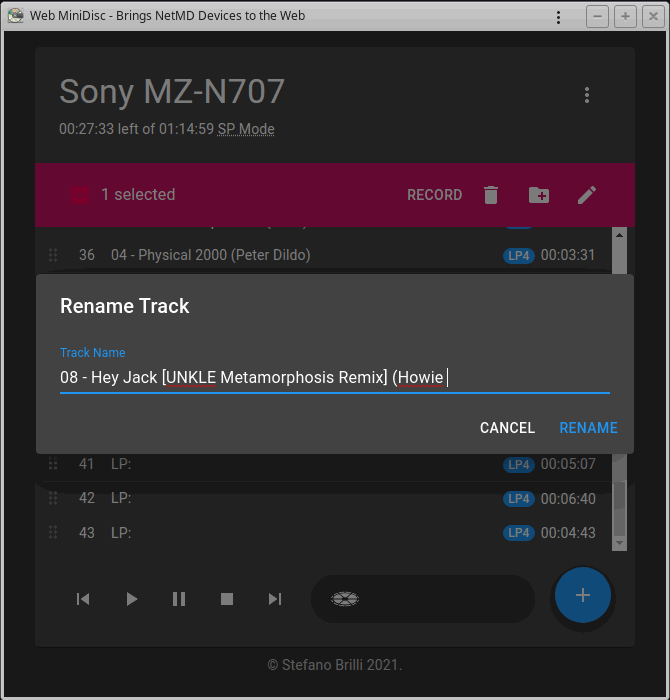 Web MiniDisc - Brings NetMD Devices to the Web
Sony MZ-N707
00:27:33 left of 01:14:59 SP Mode
1 selected RECORD
36 04 - Physical 2000 (Peter Dildo) LP4 00:03:31
Rename Track
Track Name
08 - Hey Jack [UNKLE Metamorphosis Remix] (Howie
CANCEL RENAME
41 LP: LP4 00:05:07
42 LP: LP4 00:06:40
43 LP: LP4 00:04:43
© Stefano Brilli 2021.